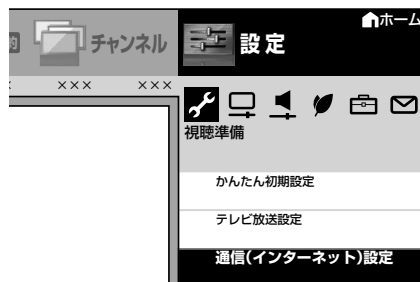 チャンネル
設定
ホーム
××× ×××
視聴準備
かんたん初期設定
テレビ放送設定
通信(インターネット)設定